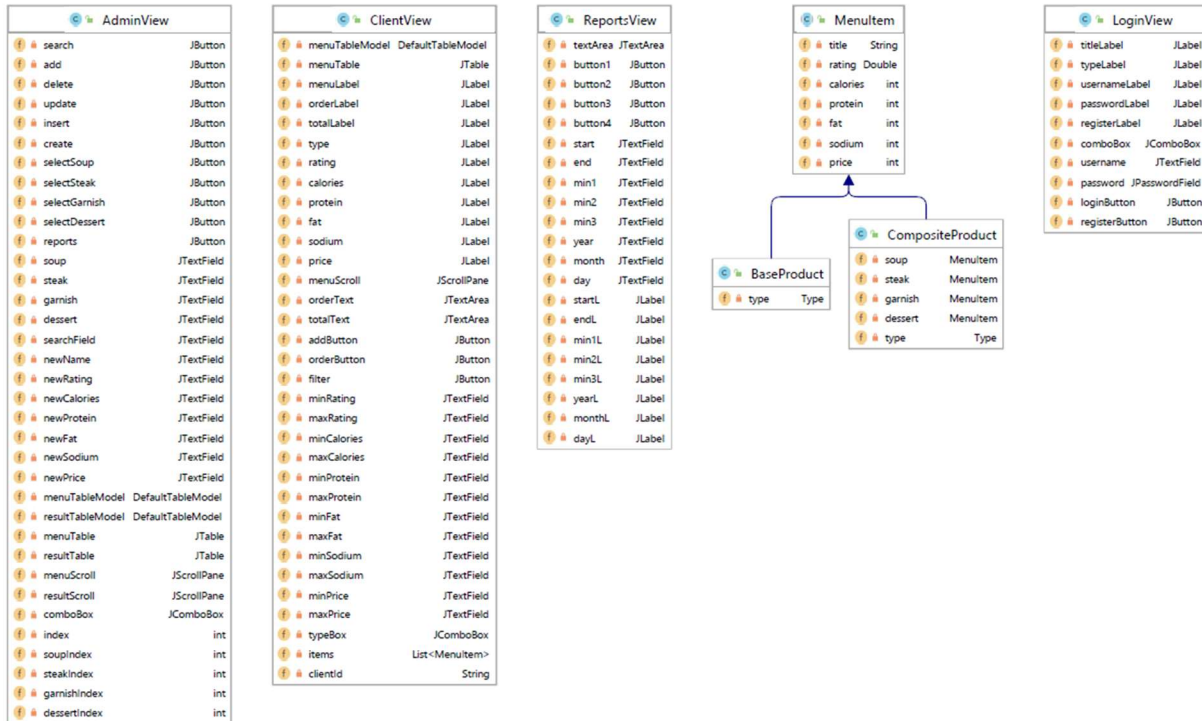 AdminView
search JButton
add JButton
delete JButton
update JButton
insert JButton
create JButton
selectSoup JButton
selectSteak JButton
selectGarnish JButton
selectDessert JButton
reports JButton
soup JTextField
steak JTextField
garnish JTextField
dessert JTextField
searchField JTextField
newName JTextField
newRating JTextField
newCalories JTextField
newProtein JTextField
newFat JTextField
newSodium JTextField
newPrice JTextField
menuTableModel DefaultTableModel
resultTableModel DefaultTableModel
menuTable JTable
resultTable JTable
menuScroll JScrollPane
resultScroll JScrollPane
comboBox JComboBox
index int
soupIndex int
steakIndex int
garnishIndex int
dessertIndex int
ClientView
menuTableModel DefaultTableModel
menuTable JTable
menuLabel JLabel
orderLabel JLabel
totalLabel JLabel
type JLabel
rating JLabel
calories JLabel
protein JLabel
fat JLabel
sodium JLabel
price JLabel
menuScroll JScrollPane
orderText JTextArea
totalText JTextArea
addButton JButton
orderButton JButton
filter JButton
minRating JTextField
maxRating JTextField
minCalories JTextField
maxCalories JTextField
minProtein JTextField
maxProtein JTextField
minFat JTextField
maxFat JTextField
minSodium JTextField
maxSodium JTextField
minPrice JTextField
maxPrice JTextField
typeBox JComboBox
items List<MenuItem>
clientId String
ReportsView
textArea JTextArea
button1 JButton
button2 JButton
button3 JButton
button4 JButton
start JTextField
end JTextField
min1 JTextField
min2 JTextField
min3 JTextField
year JTextField
month JTextField
day JTextField
startL JLabel
endL JLabel
min1L JLabel
min2L JLabel
min3L JLabel
yearL JLabel
monthL JLabel
dayL JLabel
MenuItem
title String
rating Double
calories int
protein int
fat int
sodium int
price int
BaseProduct
type Type
CompositeProduct
soup MenuItem
steak MenuItem
garnish MenuItem
dessert MenuItem
type Type
LoginView
titleLabel JLabel
typeLabel JLabel
usernameLabel JLabel
passwordLabel JLabel
registerLabel JLabel
comboBox JComboBox
username JTextField
password JPasswordField
loginButton JButton
registerButton JButton